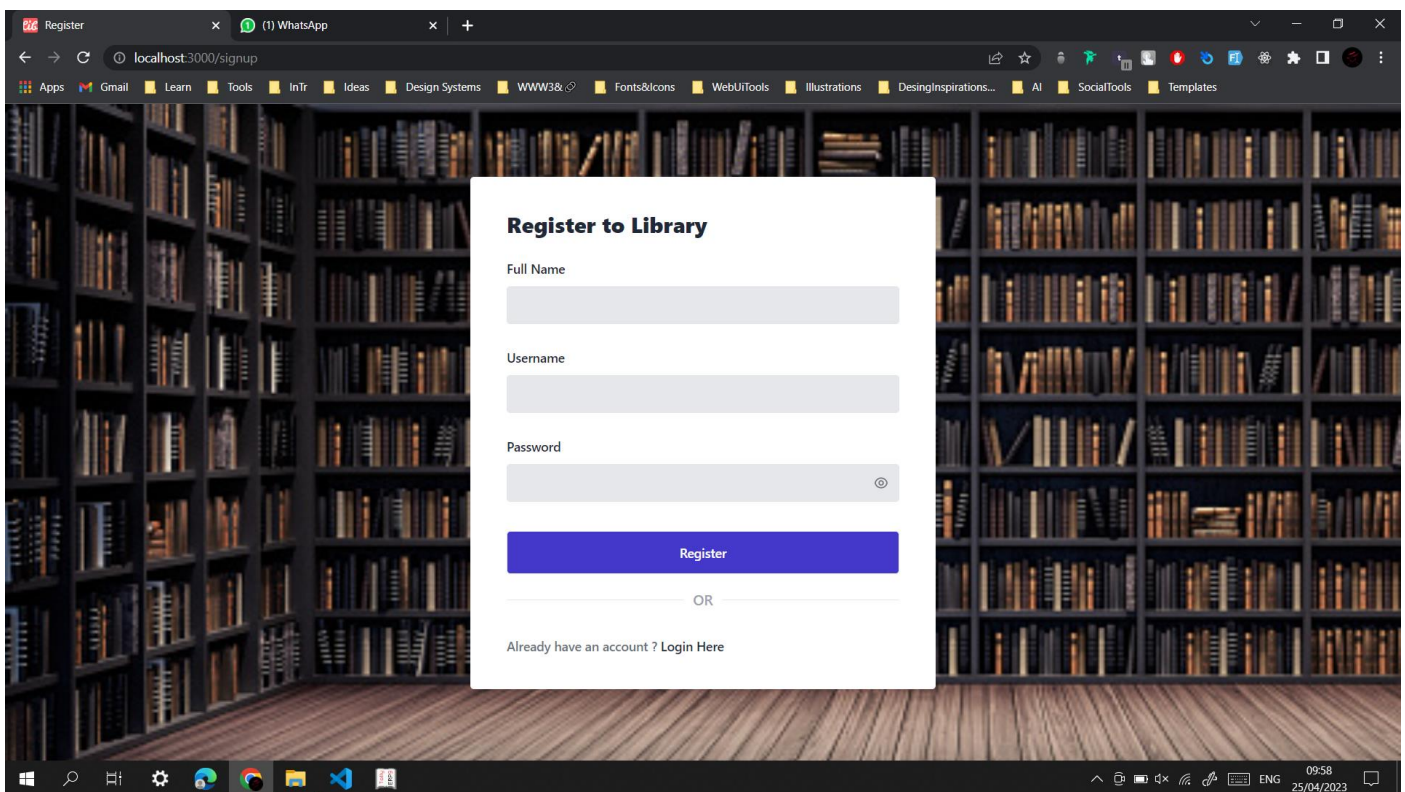 Register
(1) WhatsApp
localhost:3000/signup
Apps
Gmail
Learn
Tools
InTr
Ideas
Design Systems
WWW3&
Fonts&Icons
WebUiTools
Illustrations
DesingInspirations...
AI
SocialTools
Templates
Register to Library
Full Name
Username
Password
Register
OR
Already have an account ? Login Here
ENG
09:58
25/04/2023